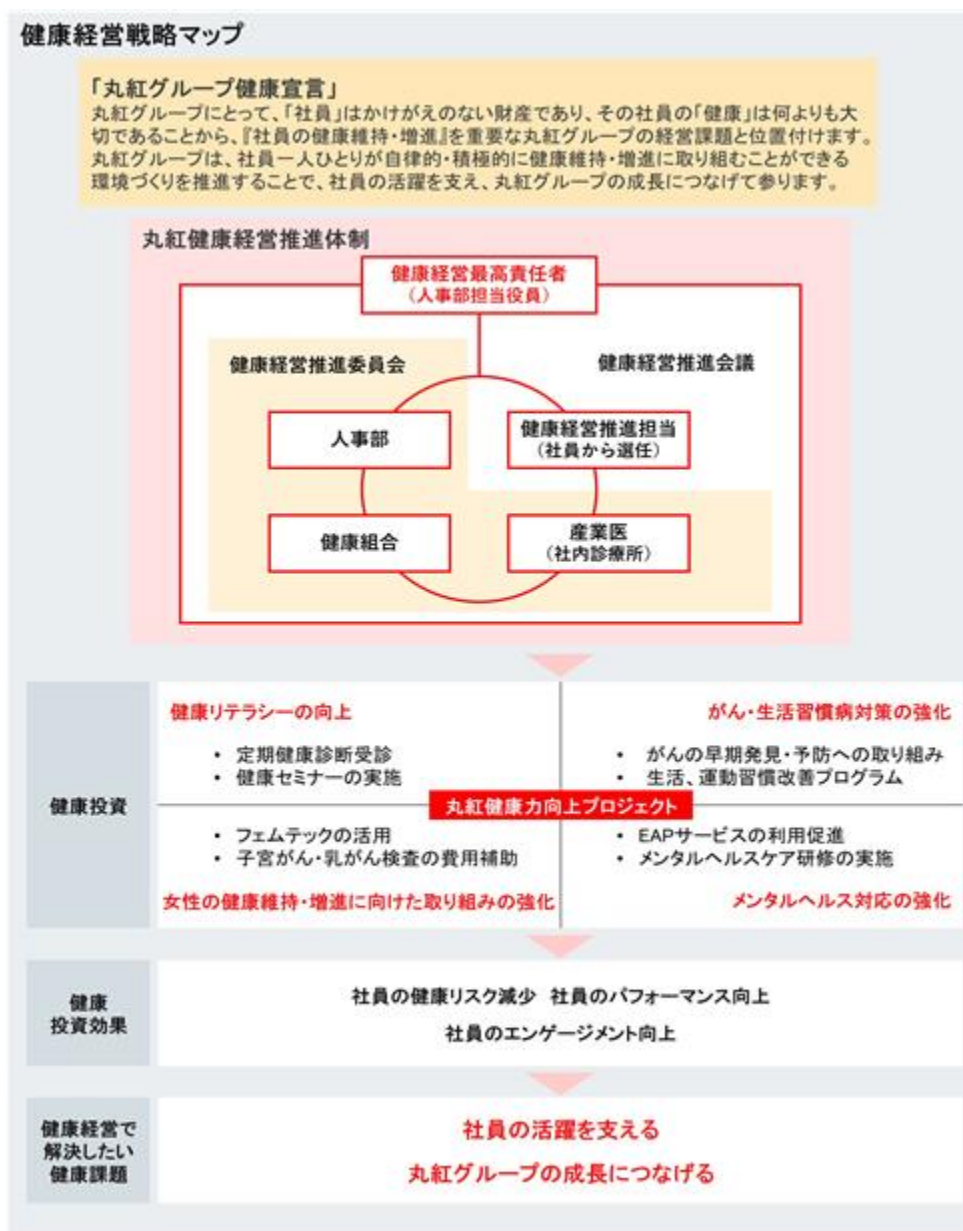 健康経営戦略マップ
「丸紅グループ健康宣言」
丸紅グループにとって、「社員」はかけがえのない財産であり、その社員の「健康」は何よりも大
切であることから、『社員の健康維持・増進』を重要な丸紅グループの経営課題と位置付けます。
丸紅グループは、社員一人ひとりが自律的・積極的に健康維持・増進に取り組むことができる
環境づくりを推進することで、社員の活躍を支え、丸紅グループの成長につなげて参ります。
丸紅健康経営推進体制
健康経営最高責任者
（人事部担当役員）
健康経営推進委員会
健康経営推進会議
人事部
健康経営推進担当
（社員から選任）
健康組合
産業医
（社内診療所）
健康投資
健康リテラシーの向上
・ 定期健康診断受診
・ 健康セミナーの実施
がん・生活習慣病対策の強化
・ がんの早期発見・予防への取り組み
・ 生活、運動習慣改善プログラム
丸紅健康力向上プロジェクト
・ フェムテックの活用
・ 子宮がん・乳がん検査の費用補助
女性の健康維持・増進に向けた取り組みの強化
・ EAPサービスの利用促進
・ メンタルヘルスケア研修の実施
メンタルヘルス対応の強化
健康
投資効果
社員の健康リスク減少 社員のパフォーマンス向上
社員のエンゲージメント向上
健康経営で
解決したい
健康課題
社員の活躍を支える
丸紅グループの成長につなげる